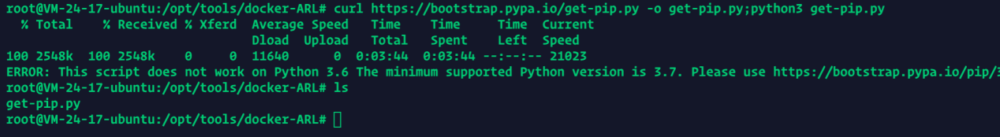 root@VM-24-17-ubuntu:/opt/tools/docker-ARL# curl https://bootstrap.pypa.io/get-pip.py -o get-pip.py;python3 get-pip.py
  % Total    % Received % Xferd  Average Speed   Time    Time     Time  Current
                                 Dload  Upload   Total   Spent    Left  Speed
100 2548k  100 2548k    0     0  11640      0  0:03:44  0:03:44 --:--:-- 21023
ERROR: This script does not work on Python 3.6 The minimum supported Python version is 3.7. Please use https://bootstrap.pypa.io/pip/3
root@VM-24-17-ubuntu:/opt/tools/docker-ARL# ls
get-pip.py
root@VM-24-17-ubuntu:/opt/tools/docker-ARL#